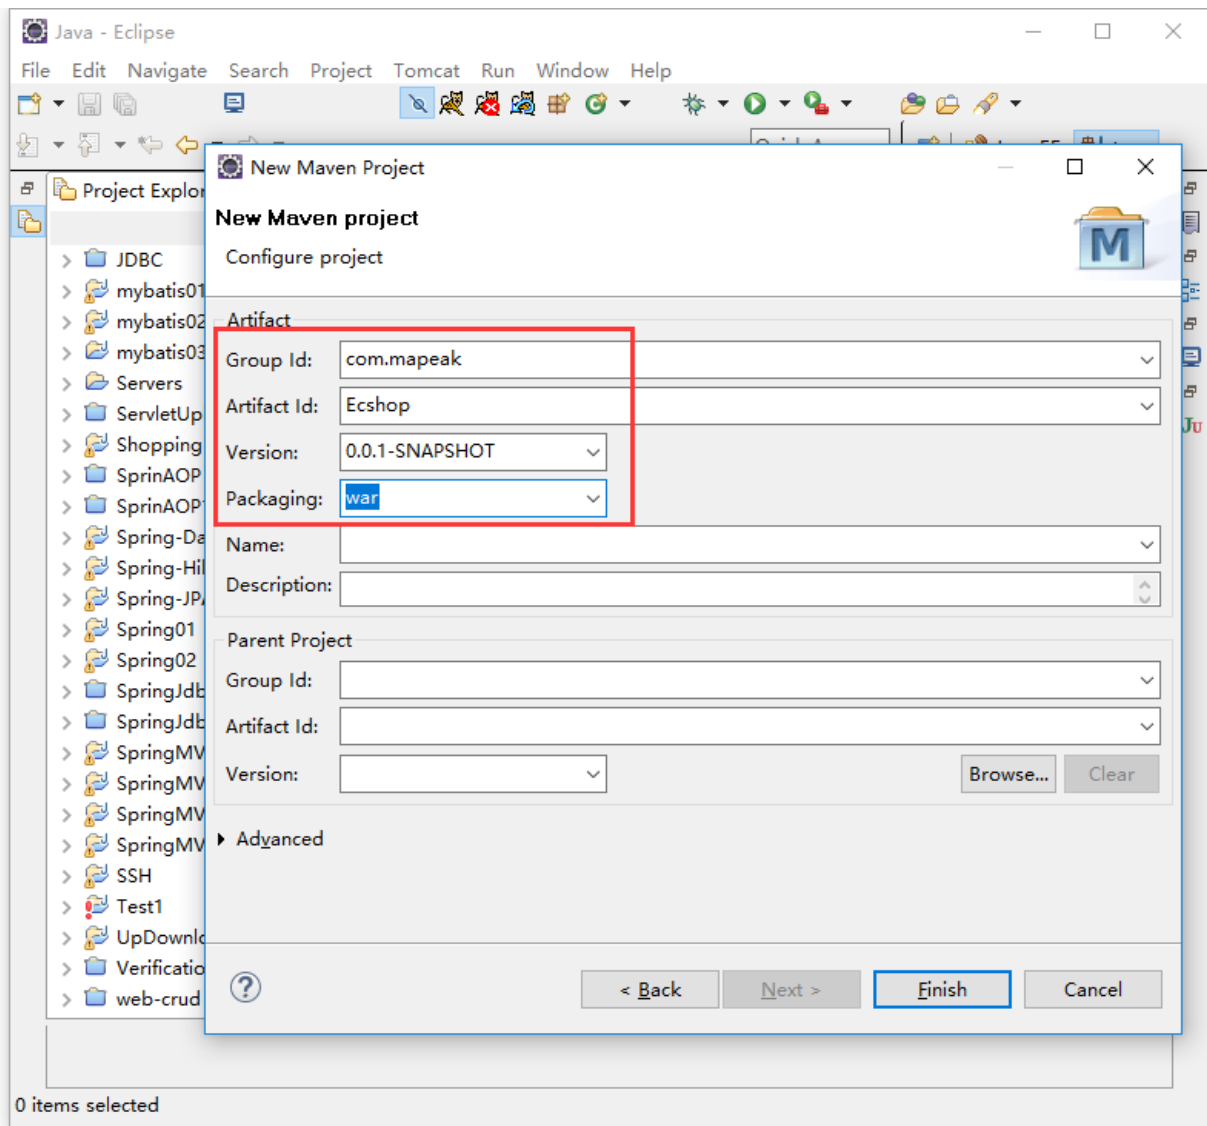 Java - Eclipse
File Edit Navigate Search Project Tomcat Run Window Help
New Maven Project
Project Explor
New Maven project
Configure project
JDBC
mybatis01
mybatis02
mybatis03
Servers
ServletUp
Shopping
SprinAOP
SprinAOP
Spring-Da
Spring-Hil
Spring-JPA
Spring01
Spring02
SpringJdb
SpringJdb
SpringMV
SpringMV
SpringMV
SpringMV
SSH
Test1
UpDownlo
Verificatio
web-crud
Artifact
Group Id: com.mapeak
Artifact Id: Ecshop
Version: 0.0.1-SNAPSHOT
Packaging: war
Name:
Description:
Parent Project
Group Id:
Artifact Id:
Version:
Browse... Clear
Advanced
< Back Next > Finish Cancel
0 items selected
Ju